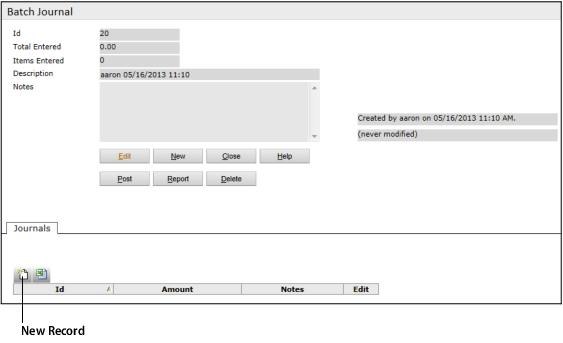 Batch Journal
Id 20
Total Entered 0.00
Items Entered 0
Description aaron 05/16/2013 11:10
Notes
Created by aaron on 05/16/2013 11:10 AM.
(never modified)
Edit New Close Help
Post Report Delete
Journals
Id Amount Notes Edit
New Record